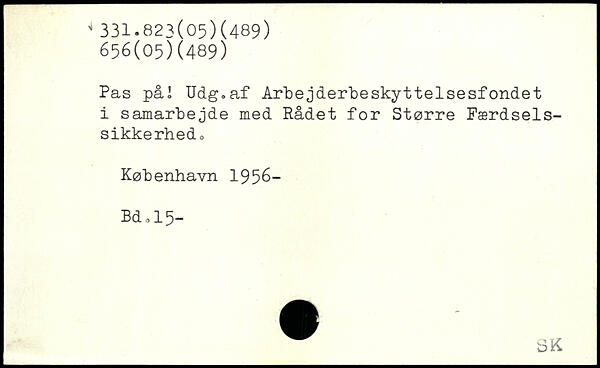 331.823(05)(489)
656(05)(489)
Pas på! Udg.af Arbejderbeskyttelsesfondet
i samarbejde med Rådet for Større Færdsels-
sikkerhed.
København 1956-
Bd.15-
SK